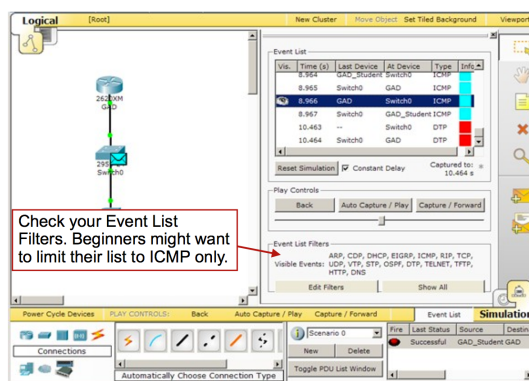 Logical [Root] New Cluster Move Object Set Tiled Background Viewport
Event List
Vis. Time (s) Last Device At Device Type Info
8.964 GAD_Student Switch0 ICMP
8.965 Switch0 GAD ICMP
8.966 GAD Switch0 ICMP
8.967 Switch0 GAD_Student ICMP
10.463 -- Switch0 DTP
10.464 Switch0 GAD DTP
Reset Simulation Constant Delay Captured to: *
10.464 s
2620XM
GAD
295
Switch0
Play Controls
Back Auto Capture / Play Capture / Forward
Check your Event List
Filters. Beginners might want
to limit their list to ICMP only.
Event List Filters
Visible Events: ARP, CDP, DHCP, EIGRP, ICMP, RIP, TCP,
UDP, VTP, STP, OSPF, DTP, TELNET, TFTP,
HTTP, DNS
Edit Filters Show All
Power Cycle Devices PLAY CONTROLS: Back Auto Capture / Play Capture / Forward Event List Simulation
Connections
Automatically Choose Connection Type
Scenario 0
New Delete
Toggle PDU List Window
Fire Last Status Source Destin
Successful GAD_Student GAD